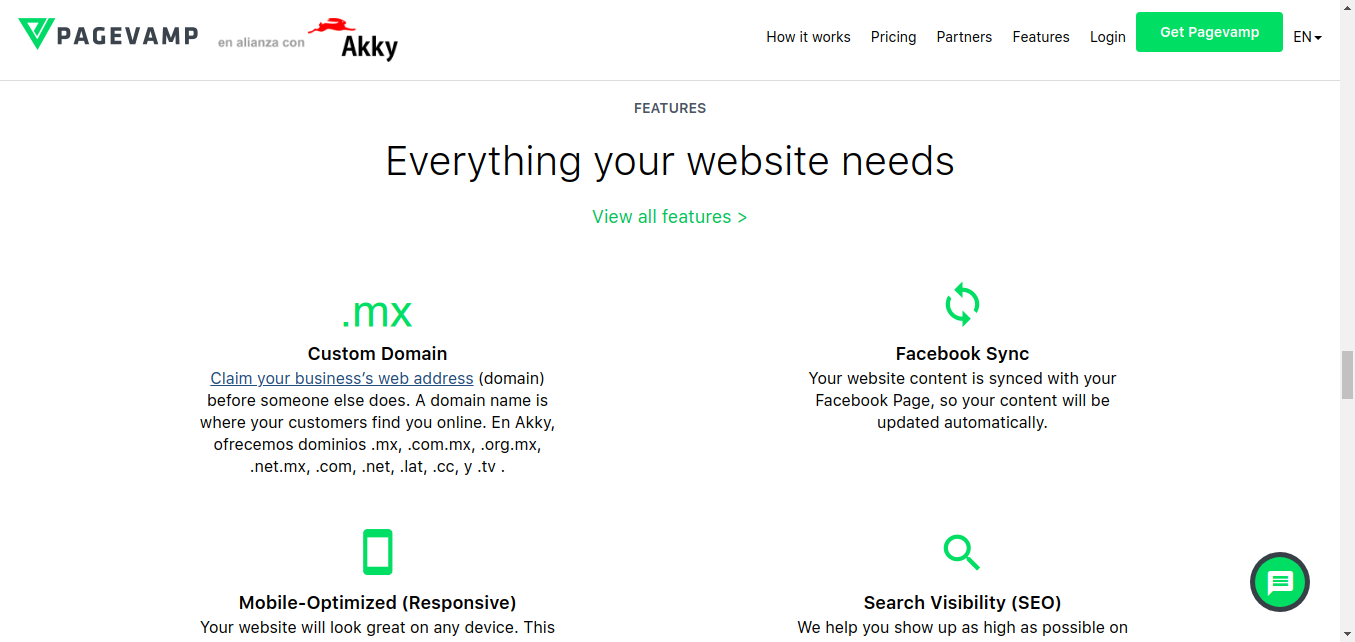 PAGEVAMP en alianza con Akky
How it works Pricing Partners Features Login Get Pagevamp EN
FEATURES
Everything your website needs
View all features >
.mx
Custom Domain
Claim your business’s web address (domain)
before someone else does. A domain name is
where your customers find you online. En Akky,
ofrecemos dominios .mx, .com.mx, .org.mx,
.net.mx, .com, .net, .lat, .cc, y .tv .
Facebook Sync
Your website content is synced with your
Facebook Page, so your content will be
updated automatically.
Mobile-Optimized (Responsive)
Your website will look great on any device. This
Search Visibility (SEO)
We help you show up as high as possible on